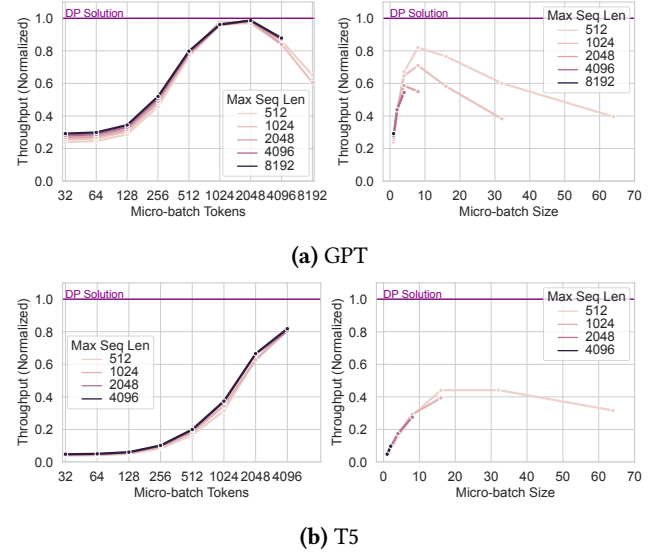 DP Solution
Throughput (Normalized)
1.0
0.8
0.6
0.4
0.2
0.0
Max Seq Len
512
1024
2048
4096
8192
32 64 128 256 512 1024 2048 4096 8192
Micro-batch Tokens
DP Solution
Throughput (Normalized)
1.0
0.8
0.6
0.4
0.2
0.0
Max Seq Len
512
1024
2048
4096
8192
0 10 20 30 40 50 60 70
Micro-batch Size
(a) GPT
DP Solution
Throughput (Normalized)
1.0
0.8
0.6
0.4
0.2
0.0
Max Seq Len
512
1024
2048
4096
32 64 128 256 512 1024 2048 4096
Micro-batch Tokens
DP Solution
Throughput (Normalized)
1.0
0.8
0.6
0.4
0.2
0.0
Max Seq Len
512
1024
2048
4096
0 10 20 30 40 50 60 70
Micro-batch Size
(b) T5